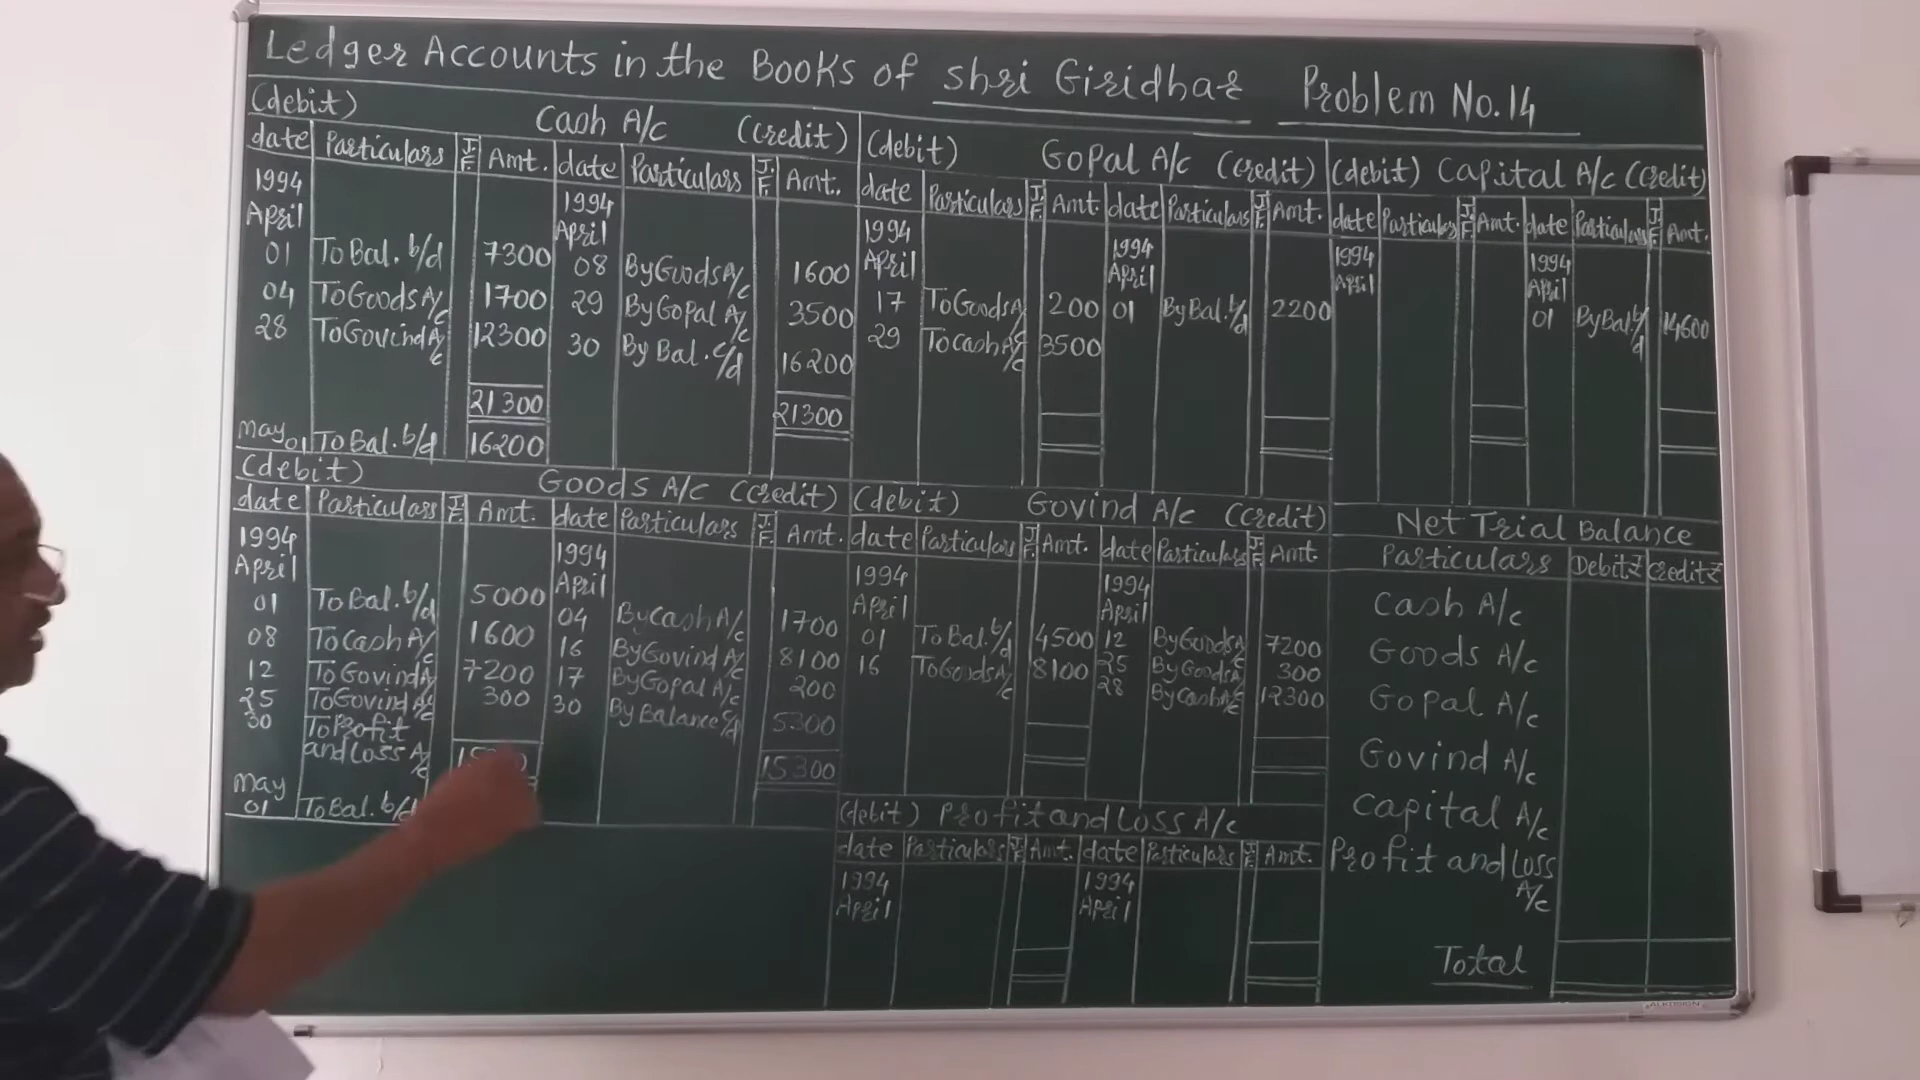 Ledger Accounts in the Books of Shri Giridhar Problem No.14
(debit) Cash A/c (Credit)
date Particulars J.F. Amt. date Particulars J.F. Amt.
1994 1994
April April
01 To Bal. b/d 7300 08 By Goods A/c 1600
04 To Goods A/c 1700 29 By Gopal A/c 3500
28 To Govind A/c 12300 30 By Bal. c/d 16200
21300 21300
May 01 To Bal. b/d 16200
(debit) Gopal A/c (Credit)
date Particulars J.F. Amt. date Particulars J.F. Amt.
1994 1994
April April
17 To Goods A/c 200 01 By Bal. b/d 2200
29 To Cash A/c 3500
(debit) Capital A/c (Credit)
date Particulars J.F. Amt. date Particulars J.F. Amt.
1994 1994
April April
01 By Bal. b/d 14600
(debit) Goods A/c (Credit)
date Particulars J.F. Amt. date Particulars J.F. Amt.
1994 1994
April April
01 To Bal. b/d 5000 04 By Cash A/c 1700
08 To Cash A/c 1600 16 By Govind A/c 8100
12 To Govind A/c 7200 17 By Gopal A/c 200
25 To Govind A/c 300 30 By Balance c/d 5300
30 To Profit
and Loss A/c 15300
May
01 To Bal. b/d
(debit) Govind A/c (Credit)
date Particulars J.F. Amt. date Particulars J.F. Amt.
1994 1994
April April
01 To Bal. b/d 4500 12 By Goods A/c 7200
16 To Goods A/c 8100 25 By Goods A/c 300
28 By Cash A/c 12300
(debit) Profit and Loss A/c
date Particulars J.F. Amt. date Particulars J.F. Amt.
1994 1994
April April
Net Trial Balance
Particulars Debit ₹ Credit ₹
Cash A/c
Goods A/c
Gopal A/c
Govind A/c
Capital A/c
Profit and Loss
A/c
Total